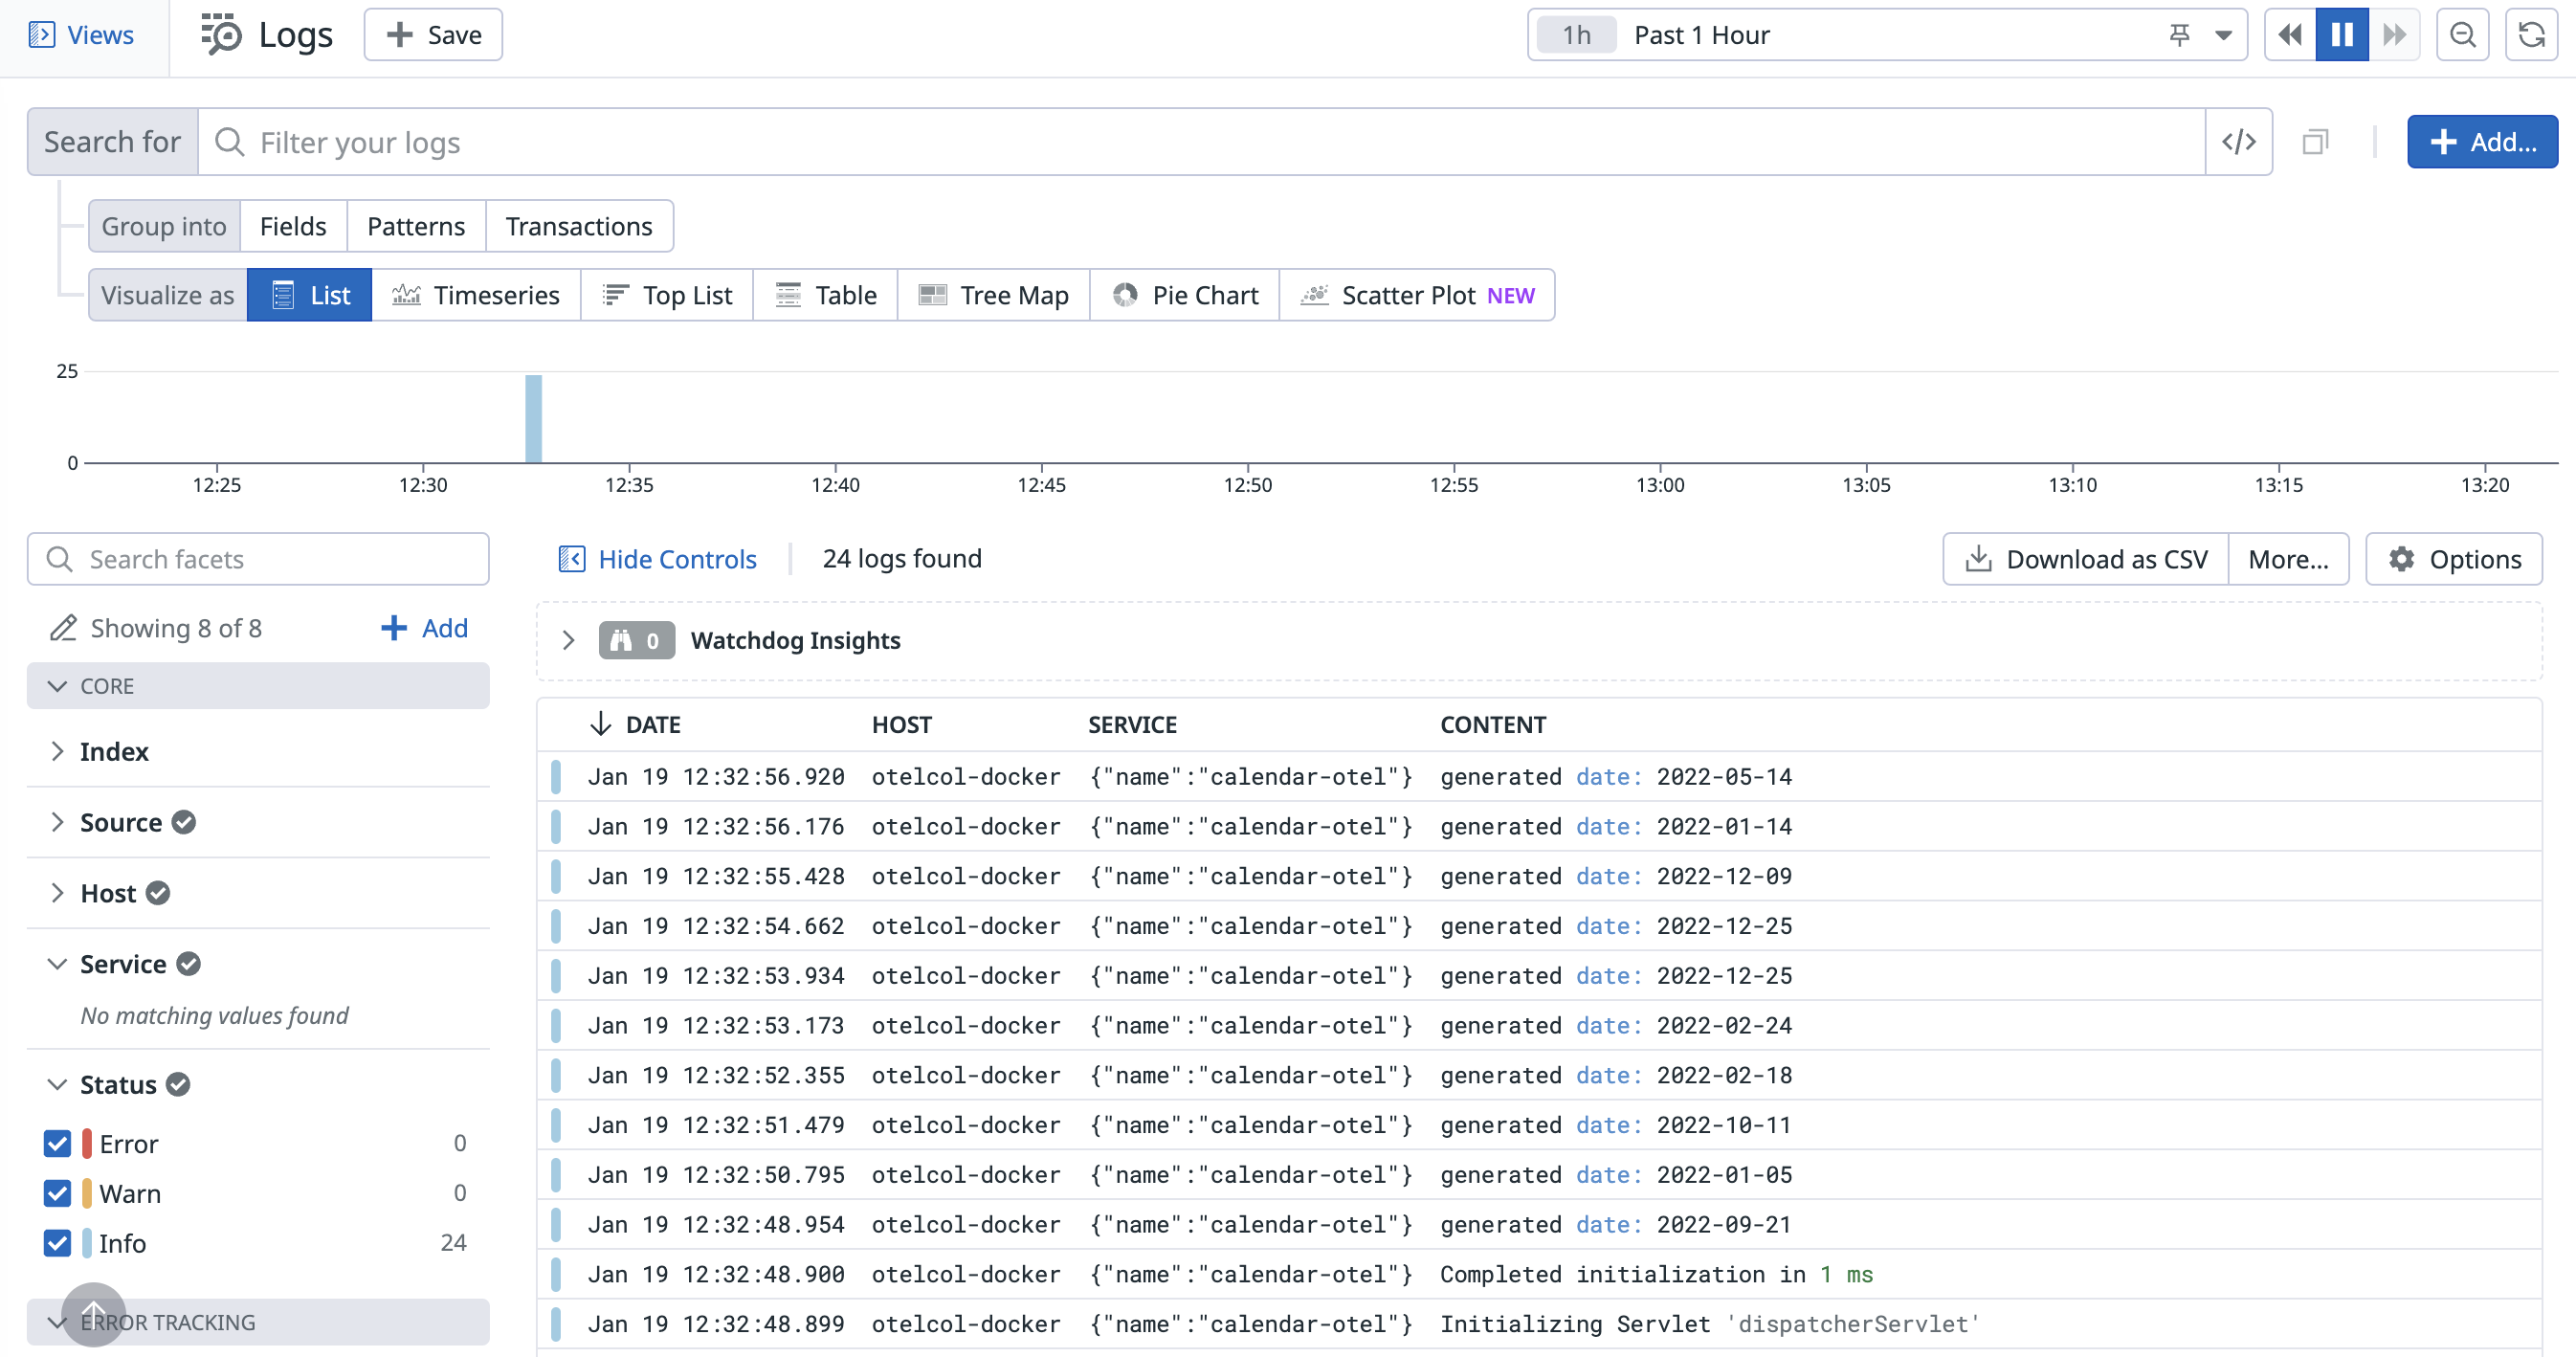 Views Logs Save 1h Past 1 Hour
Search for Filter your logs </> Add...
Group into Fields Patterns Transactions
Visualize as List Timeseries Top List Table Tree Map Pie Chart Scatter Plot NEW
25
0
12:25 12:30 12:35 12:40 12:45 12:50 12:55 13:00 13:05 13:10 13:15 13:20
Search facets
Showing 8 of 8 Add
CORE
Index
Source
Host
Service
No matching values found
Status
Error 0
Warn 0
Info 24
ERROR TRACKING
Hide Controls 24 logs found Download as CSV More... Options
0 Watchdog Insights
DATE HOST SERVICE CONTENT
Jan 19 12:32:56.920 otelcol-docker {"name":"calendar-otel"} generated date: 2022-05-14
Jan 19 12:32:56.176 otelcol-docker {"name":"calendar-otel"} generated date: 2022-01-14
Jan 19 12:32:55.428 otelcol-docker {"name":"calendar-otel"} generated date: 2022-12-09
Jan 19 12:32:54.662 otelcol-docker {"name":"calendar-otel"} generated date: 2022-12-25
Jan 19 12:32:53.934 otelcol-docker {"name":"calendar-otel"} generated date: 2022-12-25
Jan 19 12:32:53.173 otelcol-docker {"name":"calendar-otel"} generated date: 2022-02-24
Jan 19 12:32:52.355 otelcol-docker {"name":"calendar-otel"} generated date: 2022-02-18
Jan 19 12:32:51.479 otelcol-docker {"name":"calendar-otel"} generated date: 2022-10-11
Jan 19 12:32:50.795 otelcol-docker {"name":"calendar-otel"} generated date: 2022-01-05
Jan 19 12:32:48.954 otelcol-docker {"name":"calendar-otel"} generated date: 2022-09-21
Jan 19 12:32:48.900 otelcol-docker {"name":"calendar-otel"} Completed initialization in 1 ms
Jan 19 12:32:48.899 otelcol-docker {"name":"calendar-otel"} Initializing Servlet 'dispatcherServlet'